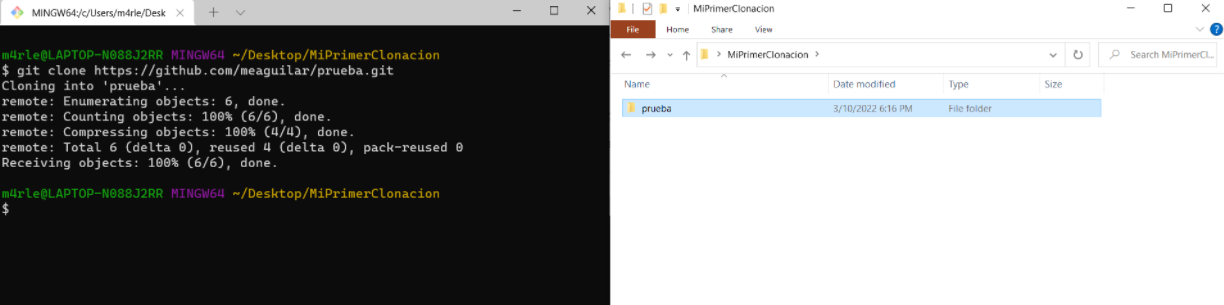 MINGW64:/c/Users/m4rle/Desk
m4rle@LAPTOP-N088J2RR MINGW64 ~/Desktop/MiPrimerClonacion
$ git clone https://github.com/meaguilar/prueba.git
Cloning into 'prueba'...
remote: Enumerating objects: 6, done.
remote: Counting objects: 100% (6/6), done.
remote: Compressing objects: 100% (4/4), done.
remote: Total 6 (delta 0), reused 4 (delta 0), pack-reused 0
Receiving objects: 100% (6/6), done.
m4rle@LAPTOP-N088J2RR MINGW64 ~/Desktop/MiPrimerClonacion
$
MiPrimerClonacion
File Home Share View
MiPrimerClonacion
Search MiPrimerCl...
Name Date modified Type Size
prueba 3/10/2022 6:16 PM File folder